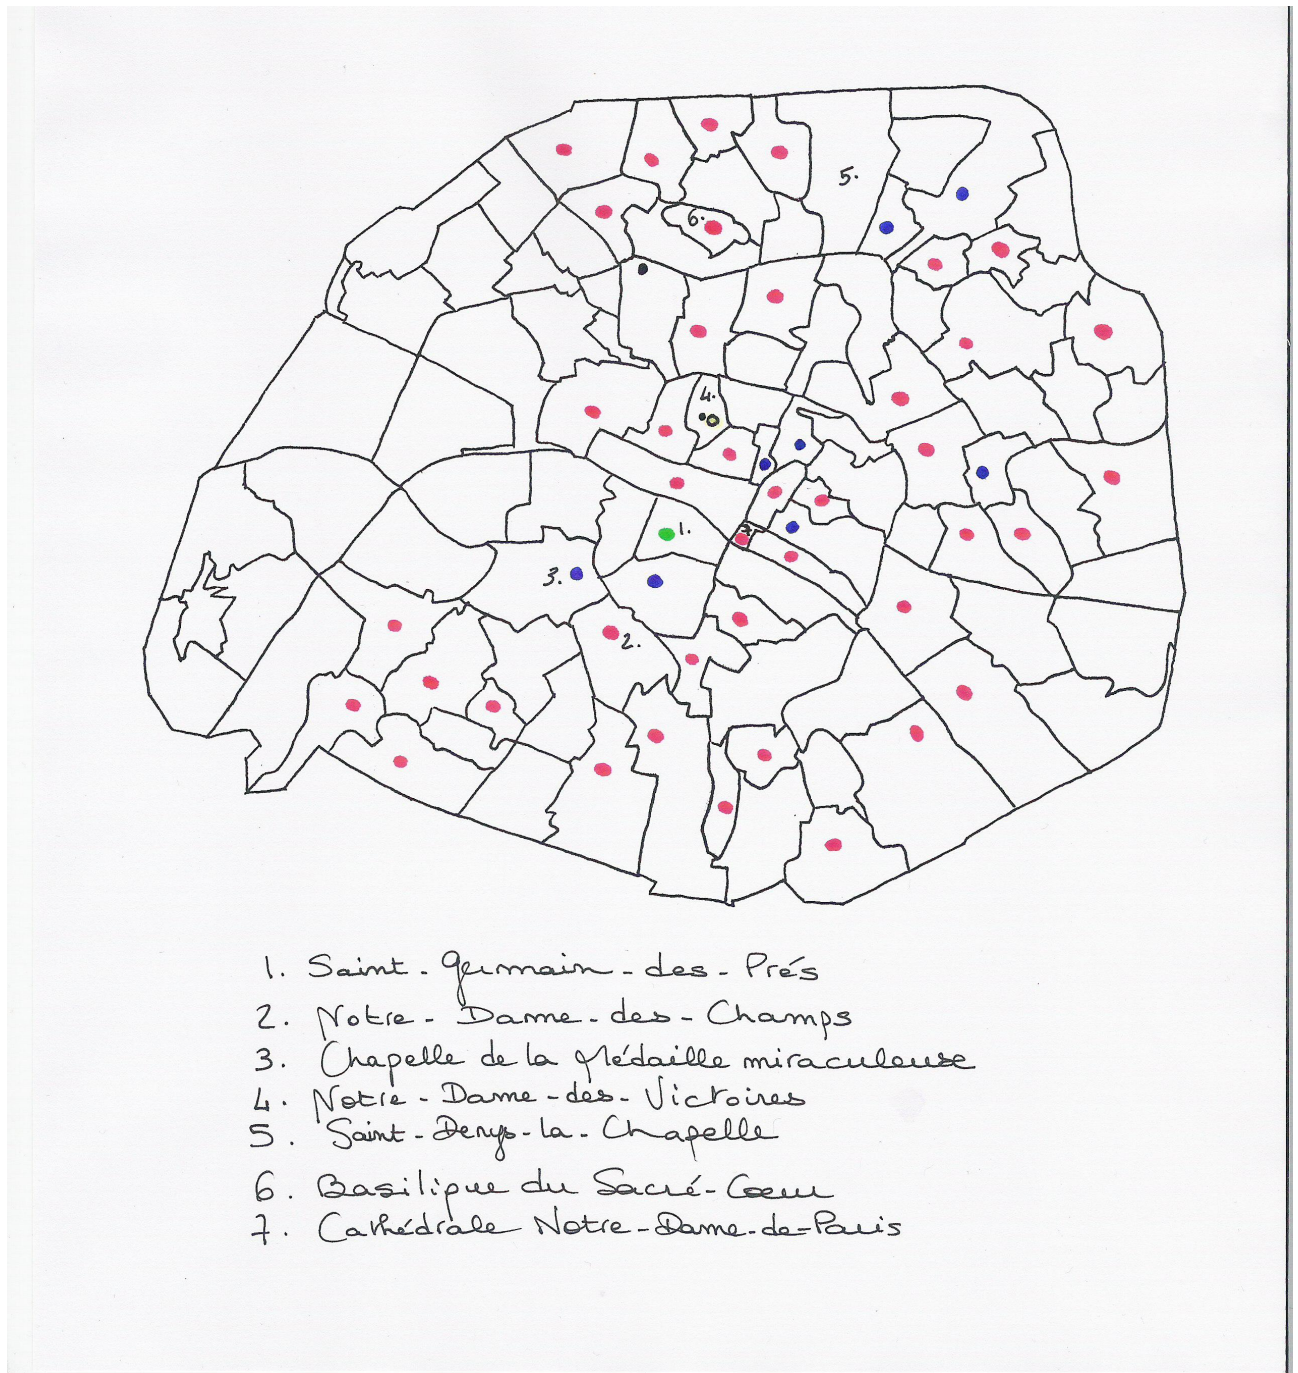 5.
6.
4.
1.
7.
3.
2.
1. Saint-Germain-des-Prés
2. Notre-Dame-des-Champs
3. Chapelle de la Médaille miraculeuse
4. Notre-Dame-des-Victoires
5. Saint-Denys-la-Chapelle
6. Basilique du Sacré-Cœur
7. Cathédrale Notre-Dame-de-Paris